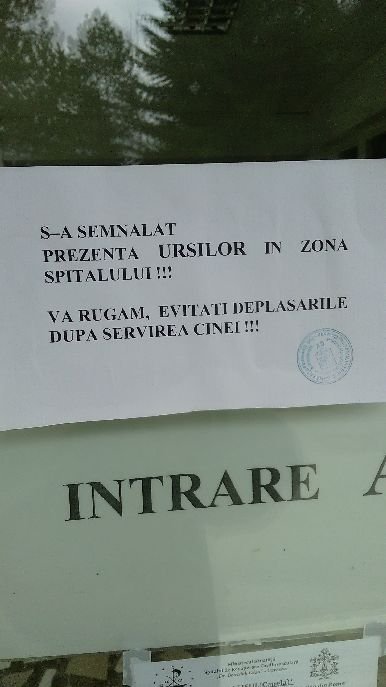 S-A SEMNALAT
PREZENTA URSILOR IN ZONA
SPITALULUI !!!
VA RUGAM, EVITATI DEPLASARILE
DUPA SERVIREA CINEI !!!
INTRARE A